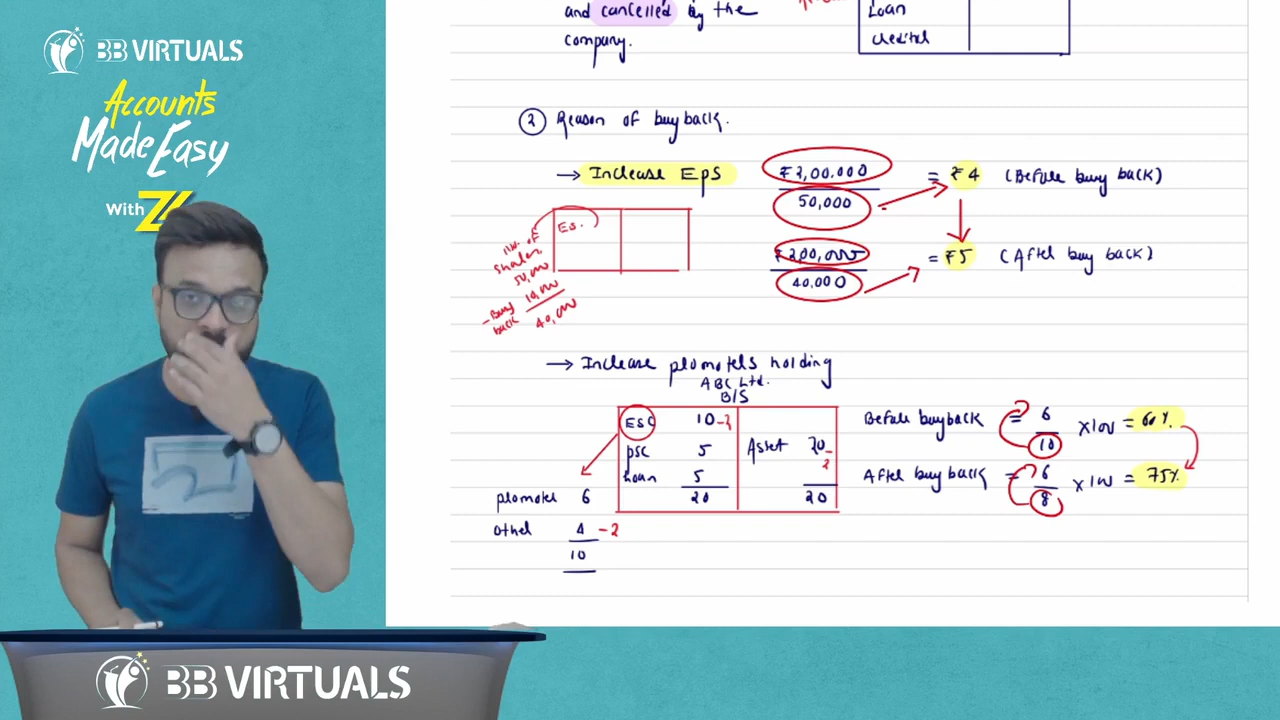 BB VIRTUALS
Accounts
Made Easy
With
and cancelled by the
company.
Loan
creditor
2 Reason of buyback.
→ Increase EPS
₹2,00,000
50,000
= ₹4 (Before buy back)
Es.
no. of
shares
50,000
- Buy back 10,000
40,000
₹200,000
40,000
= ₹5 (After buy back)
→ Increase promoters holding
ABC Ltd.
B/S
ESC 10 -2
PSC 5 Asset 20 -2
Loan 5
20 20
promoter 6
other 4 -2
10
Before buyback = 6/10 x100 = 60%
After buy back = 6/8 x100 = 75%
BB VIRTUALS